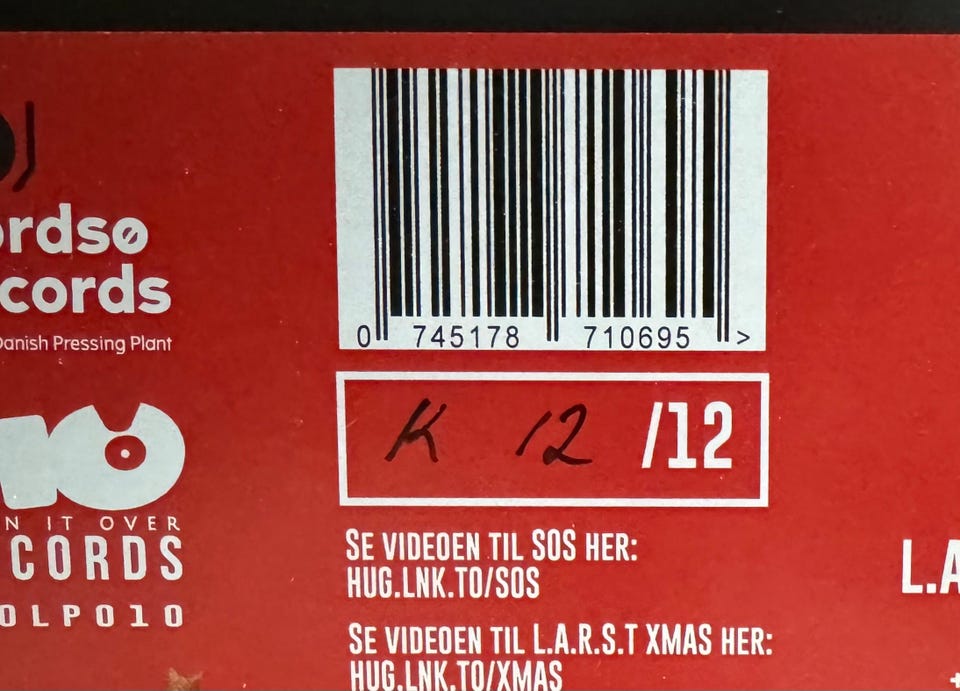 ordsø
cords
Danish Pressing Plant
N IT OVER
CORDS
OLP010
0 745178 710695 >
K 12 /12
SE VIDEOEN TIL SOS HER:
HUG.LNK.TO/SOS
SE VIDEOEN TIL L.A.R.S.T XMAS HER:
HUG.LNK.TO/XMAS
L.A